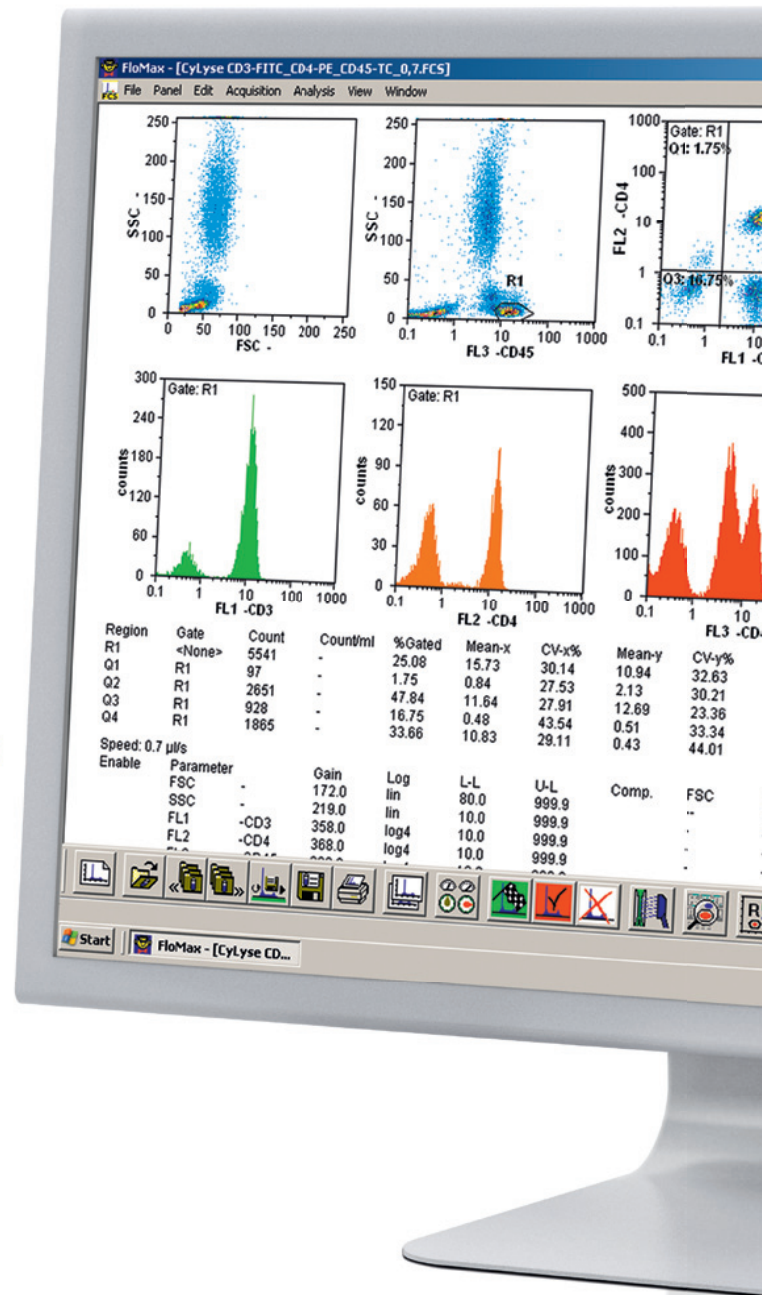 FloMax - [CyLyse CD3-FITC_CD4-PE_CD45-TC_0,7.FCS]
FCS File Panel Edit Acquisition Analysis View Window
250
200
150
100
50
0
SSC -
0 50 100 150 200 250
FSC -
250
200
150
100
50
0
SSC -
R1
0.1 1 10 100 1000
FL3 -CD45
1000
100
10
1
0.1
FL2 -CD4
Gate: R1
Q1: 1.75%
Q3: 16.75%
0.1 1 10
FL1 -
300
240
180
120
60
0
counts
Gate: R1
0.1 1 10 100 1000
FL1 -CD3
150
120
90
60
30
0
counts
Gate: R1
0.1 1 10 100 1000
FL2 -CD4
500
400
300
200
100
0
counts
0.1 1 10
FL3 -CD4
Region Gate Count Count/ml %Gated Mean-x CV-x% Mean-y CV-y%
R1 <None> 5541 - 25.08 15.73 30.14 10.94 32.63
Q1 R1 97 - 1.75 0.84 27.53 2.13 30.21
Q2 R1 2651 - 47.84 11.64 27.91 12.69 23.36
Q3 R1 928 - 16.75 0.48 43.54 0.51 33.34
Q4 R1 1865 - 33.66 10.83 29.11 0.43 44.01
Speed: 0.7 µl/s
Enable Parameter Gain Log L-L U-L Comp. FSC
FSC - 172.0 lin 80.0 999.9 --
SSC - 219.0 lin 10.0 999.9 -
FL1 -CD3 358.0 log4 10.0 999.9 -
FL2 -CD4 368.0 log4 10.0 999.9 -
R
Start FloMax - [CyLyse CD...